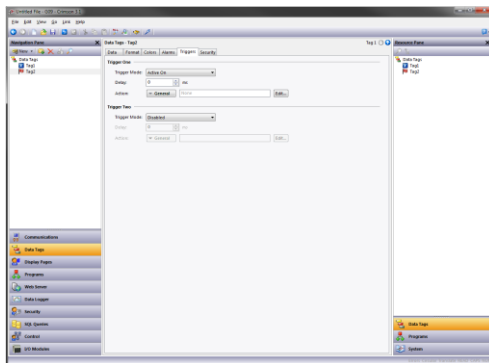 Untitled File - G09 - Crimson 3.1
File Edit View Go Link Help
Navigation Pane
New
Data Tags
Tag1
Tag2
Communications
Data Tags
Display Pages
Programs
Web Server
Data Logger
Security
SQL Queries
Control
I/O Modules
Data Tags - Tag2
Tag 1
Data Format Colors Alarms Triggers Security
Trigger One
Trigger Mode: Active On
Delay: 0 ms
Action: General None Edit...
Trigger Two
Trigger Mode: Disabled
Delay: 0 ms
Action: General Edit...
Resource Pane
Data Tags
Tag1
Tag2
Data Tags
Programs
System